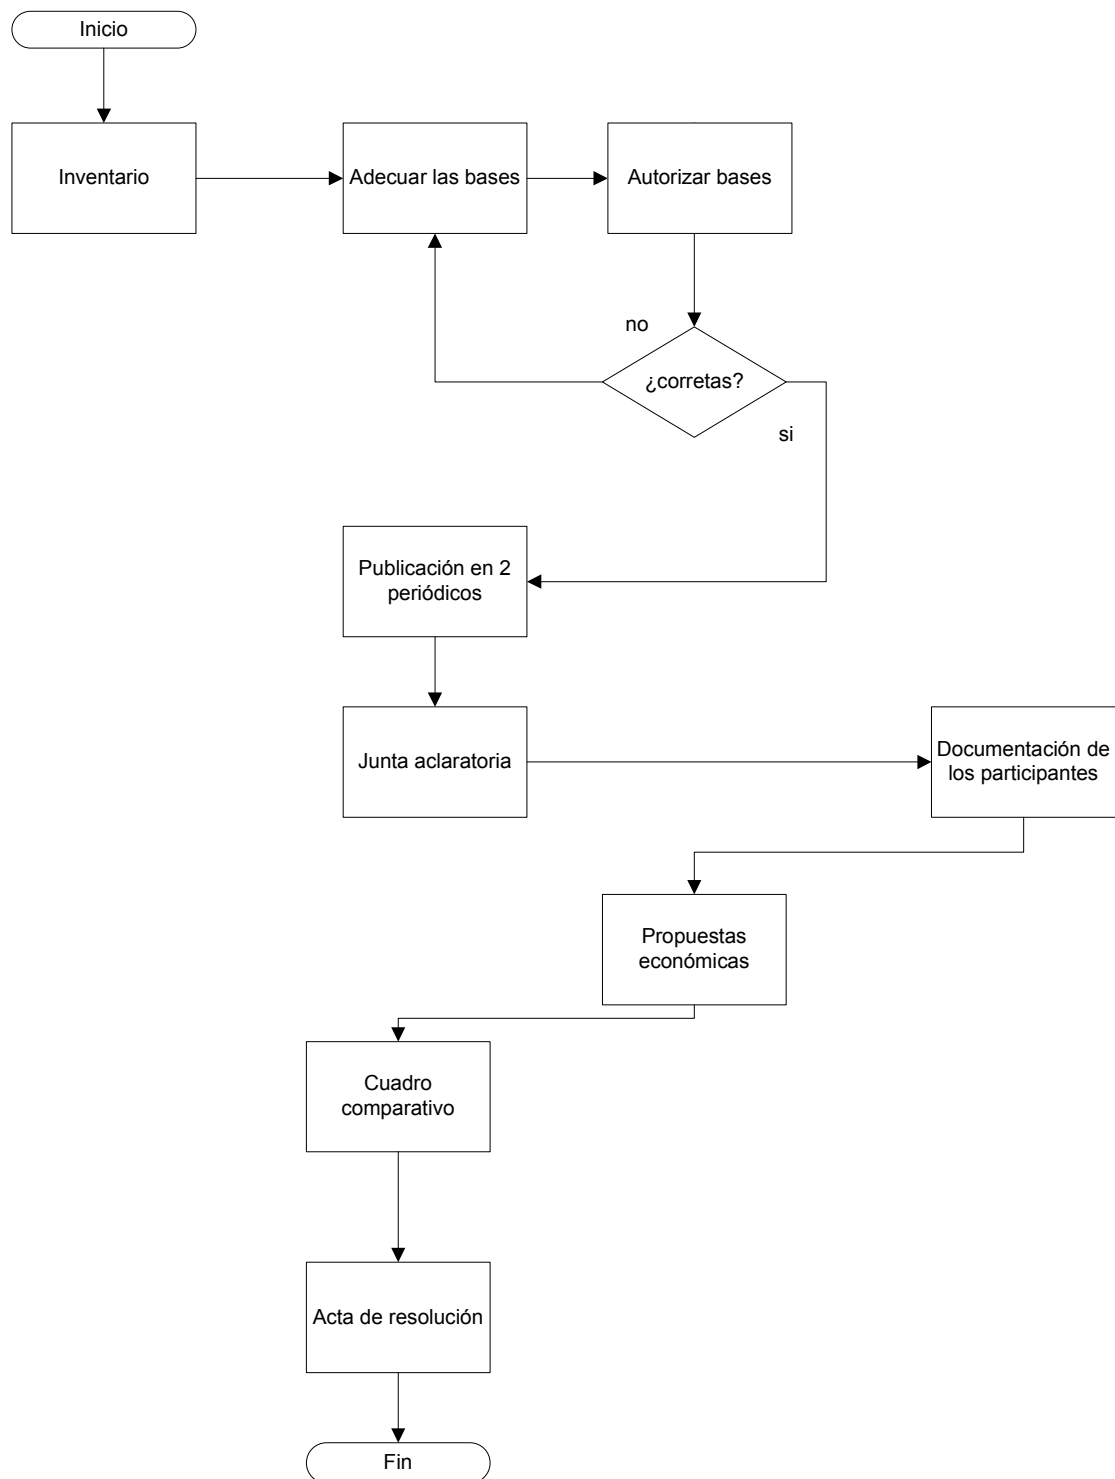 Inicio
Inventario
Adecuar las bases
Autorizar bases
no
¿corretas?
si
Publicación en 2
periódicos
Junta aclaratoria
Documentación de
los participantes
Propuestas
económicas
Cuadro
comparativo
Acta de resolución
Fin